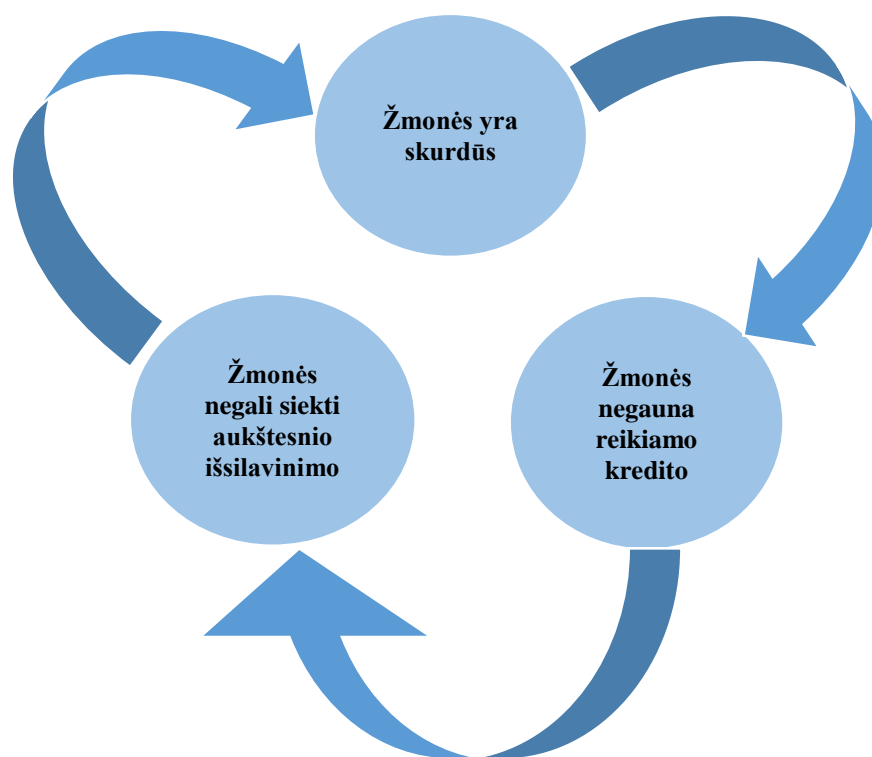 Žmonės yra
skurdūs
Žmonės
negauna
reikiamo
kredito
Žmonės
negali siekti
aukštesnio
išsilavinimo